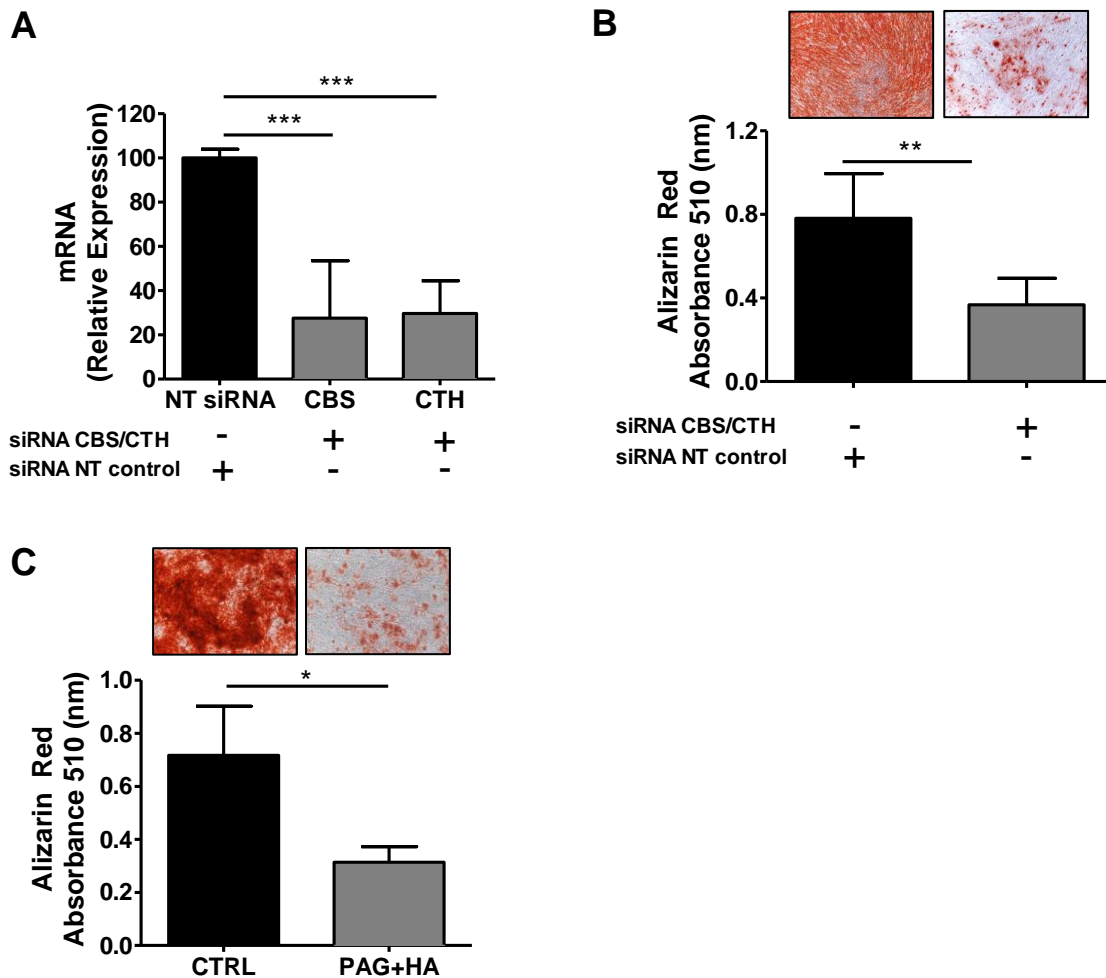 A
mRNA
(Relative Expression)
120
100
80
60
40
20
0
***
***
NT siRNA CBS CTH
siRNA CBS/CTH - + +
siRNA NT control + - -
B
Alizarin Red
Absorbance 510 (nm)
1.2
0.8
0.4
0.0
**
siRNA CBS/CTH - +
siRNA NT control + -
C
Alizarin Red
Absorbance 510 (nm)
1.0
0.8
0.6
0.4
0.2
0.0
*
CTRL PAG+HA